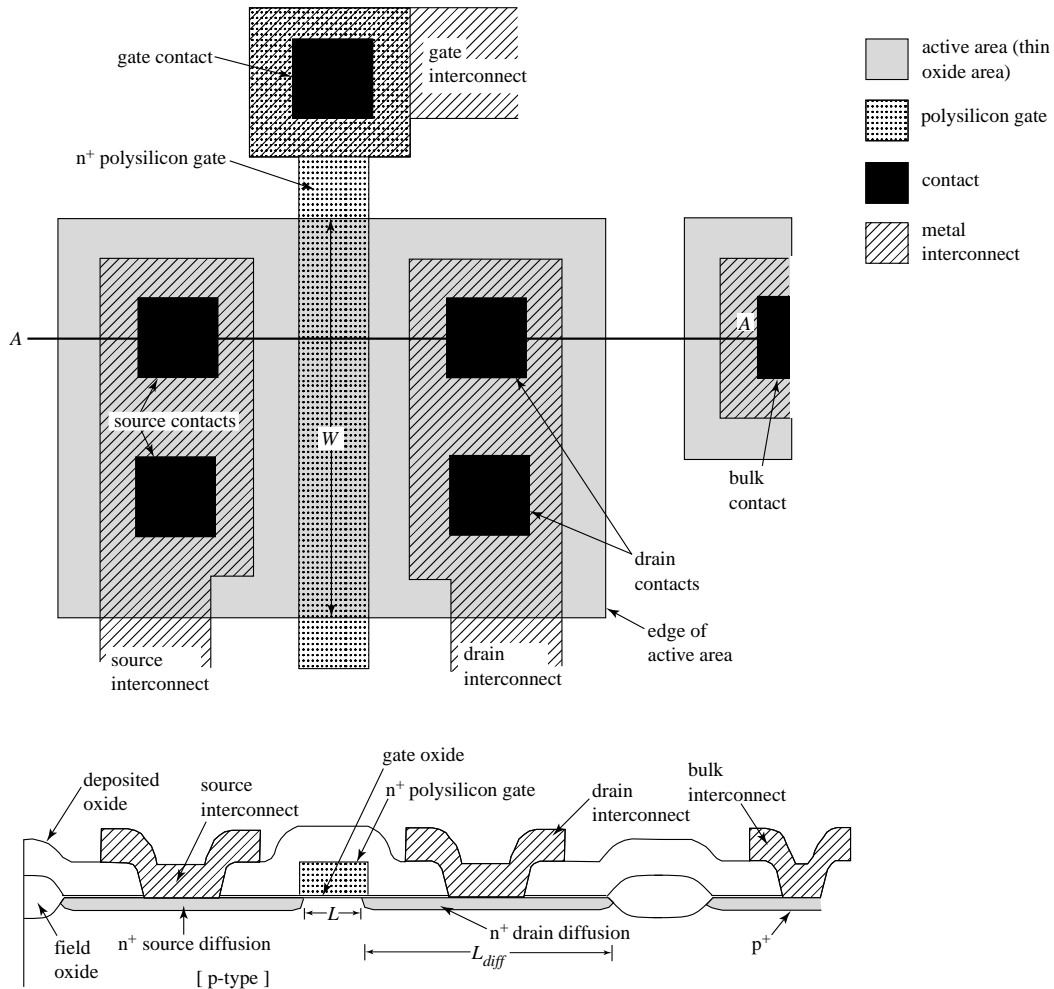 gate contact
gate
interconnect
n+ polysilicon gate
active area (thin
oxide area)
polysilicon gate
contact
metal
interconnect
A
A
source contacts
W
bulk
contact
drain
contacts
edge of
active area
source
interconnect
drain
interconnect
gate oxide
n+ polysilicon gate
deposited
oxide
source
interconnect
drain
interconnect
bulk
interconnect
field
oxide
n+ source diffusion
L
n+ drain diffusion
Ldiff
p+
[ p-type ]